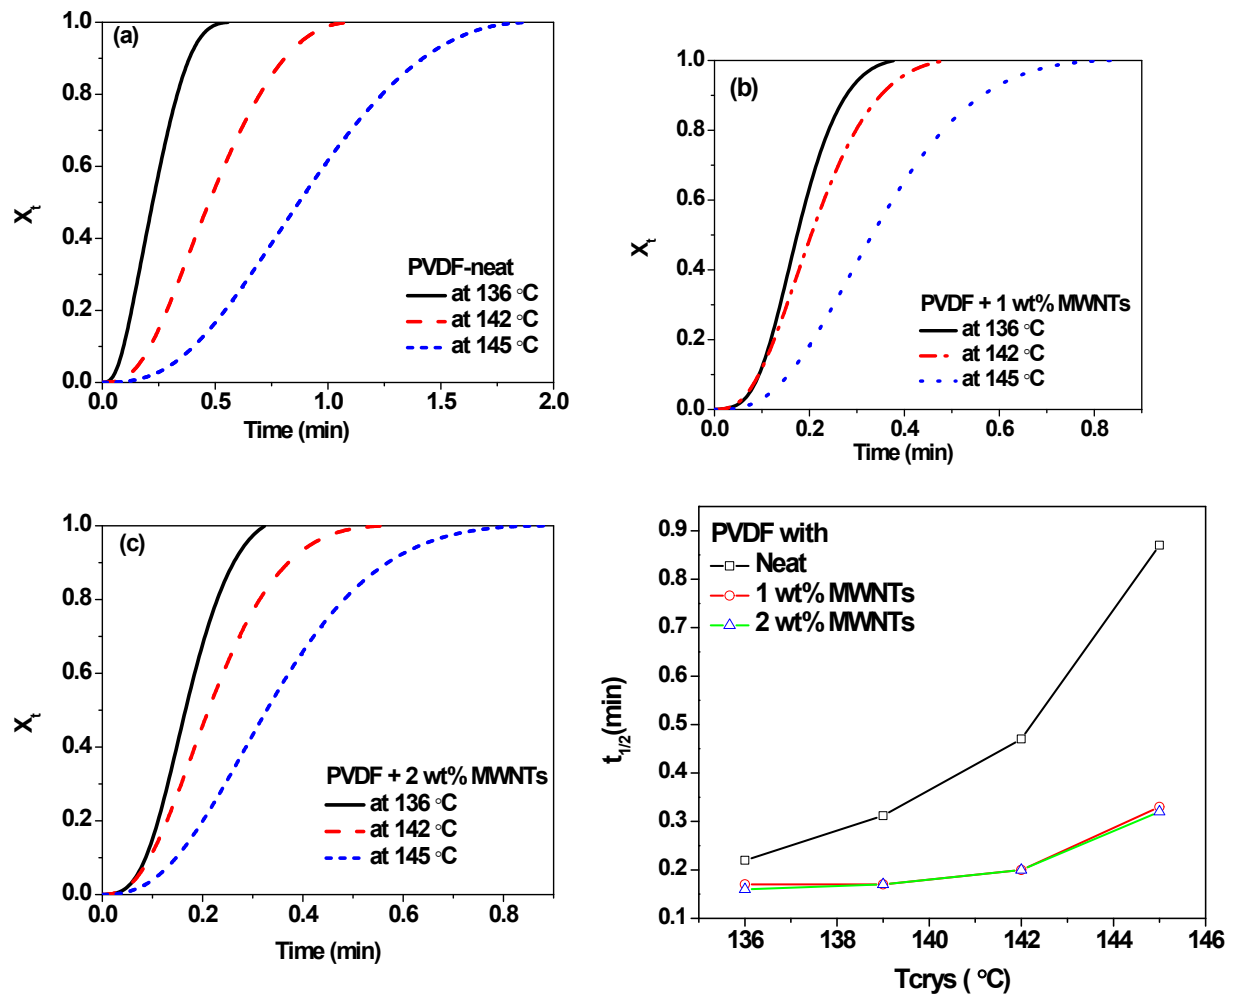 (a)
1.0
0.8
0.6
0.4
0.2
0.0
X_t
PVDF-neat
at 136 °C
at 142 °C
at 145 °C
0.0 0.5 1.0 1.5 2.0
Time (min)
(b)
1.0
0.8
0.6
0.4
0.2
0.0
X_t
PVDF + 1 wt% MWNTs
at 136 °C
at 142 °C
at 145 °C
0.0 0.2 0.4 0.6 0.8
Time (min)
(c)
1.0
0.8
0.6
0.4
0.2
0.0
X_t
PVDF + 2 wt% MWNTs
at 136 °C
at 142 °C
at 145 °C
0.0 0.2 0.4 0.6 0.8
Time (min)
PVDF with
Neat
1 wt% MWNTs
2 wt% MWNTs
0.9
0.8
0.7
0.6
0.5
0.4
0.3
0.2
0.1
t_1/2(min)
136 138 140 142 144 146
Tcrys ( °C)